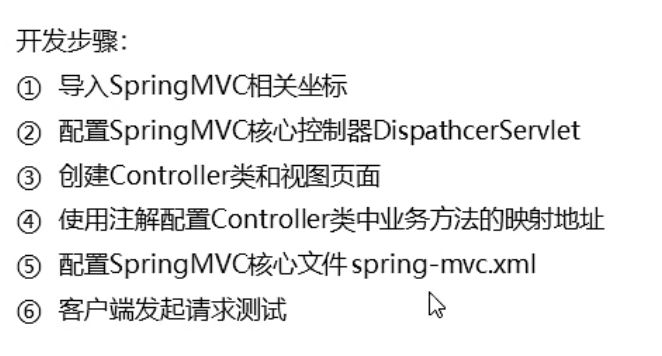 开发步骤：
① 导入SpringMVC相关坐标
② 配置SpringMVC核心控制器DispathcerServlet
③ 创建Controller类和视图页面
④ 使用注解配置Controller类中业务方法的映射地址
⑤ 配置SpringMVC核心文件 spring-mvc.xml
⑥ 客户端发起请求测试